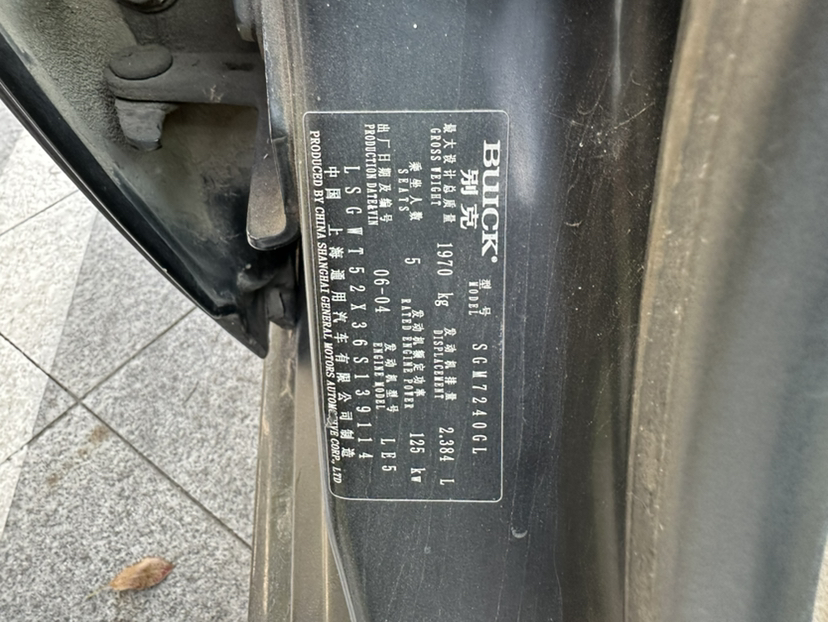 BUICK
别克
型号 SGM7240GL
MODEL
最大设计总质量 1970 kg 发动机排量 2.384 L
GROSS WEIGHT DISPLACEMENT
乘坐人数 5 发动机额定功率 125 kw
SEATS RATED ENGINE POWER
出厂日期及编号 06-04 发动机型号 LE5
PRODUCTION DATE&VIN ENGINE MODEL
LSGWT52X36S139114
中国 上海通用汽车有限公司制造
PRODUCED BY CHINA SHANGHAI GENERAL MOTORS AUTOMOTIVE CORP. LTD